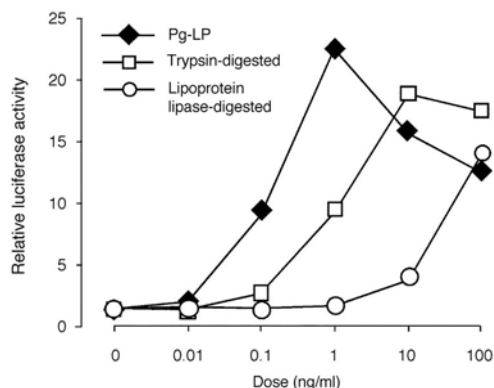 25
20
15
10
5
0
Relative luciferase activity
Pg-LP
Trypsin-digested
Lipoprotein
lipase-digested
0 0.01 0.1 1 10 100
Dose (ng/ml)